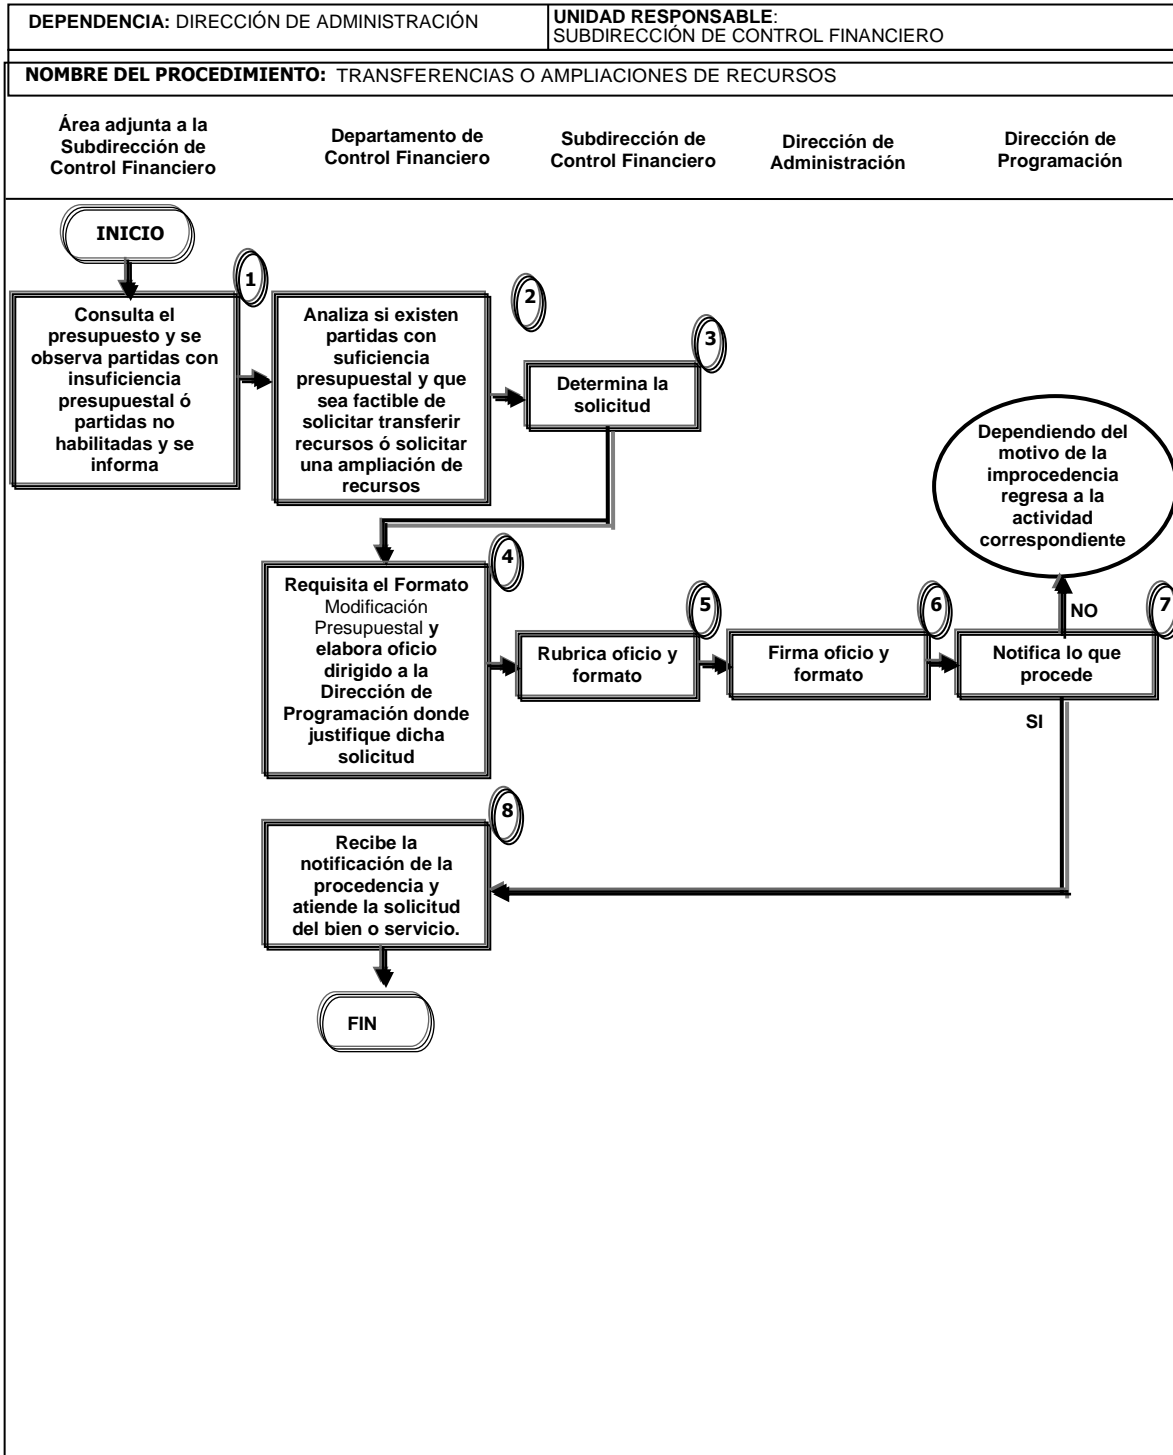 DEPENDENCIA: DIRECCIÓN DE ADMINISTRACIÓN
UNIDAD RESPONSABLE:
SUBDIRECCIÓN DE CONTROL FINANCIERO
NOMBRE DEL PROCEDIMIENTO: TRANSFERENCIAS O AMPLIACIONES DE RECURSOS
Área adjunta a la
Subdirección de
Control Financiero
Departamento de
Control Financiero
Subdirección de
Control Financiero
Dirección de
Administración
Dirección de
Programación
INICIO
1
Consulta el
presupuesto y se
observa partidas con
insuficiencia
presupuestal ó
partidas no
habilitadas y se
informa
2
Analiza si existen
partidas con
suficiencia
presupuestal y que
sea factible de
solicitar transferir
recursos ó solicitar
una ampliación de
recursos
3
Determina la
solicitud
4
Requisita el Formato
Modificación
Presupuestal y
elabora oficio
dirigido a la
Dirección de
Programación donde
justifique dicha
solicitud
5
Rubrica oficio y
formato
6
Firma oficio y
formato
7
Notifica lo que
procede
NO
Dependiendo del
motivo de la
improcedencia
regresa a la
actividad
correspondiente
SI
8
Recibe la
notificación de la
procedencia y
atiende la solicitud
del bien o servicio.
FIN